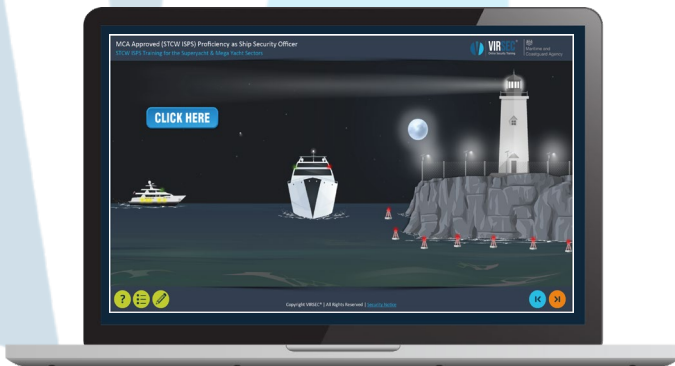 MCA Approved (STCW ISPS) Proficiency as Ship Security Officer
STCW ISPS Training for the Superyacht & Mega Yacht Sectors
VIRSEC
Maritime and
Coastguard Agency
CLICK HERE
?
Copyright VIRSEC® | All Rights Reserved | Security Notice